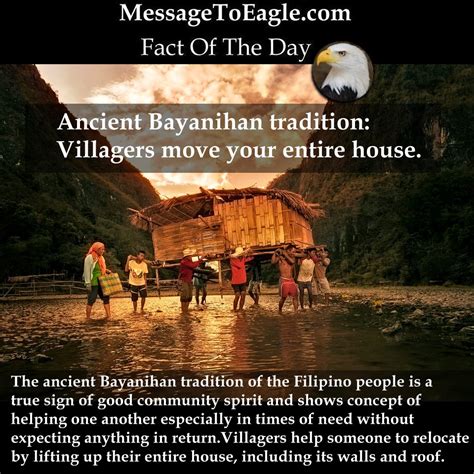 MessageToEagle.com
Fact Of The Day
Ancient Bayanihan tradition:
Villagers move your entire house.
The ancient Bayanihan tradition of the Filipino people is a
true sign of good community spirit and shows concept of
helping one another especially in times of need without
expecting anything in return.Villagers help someone to relocate
by lifting up their entire house, including its walls and roof.